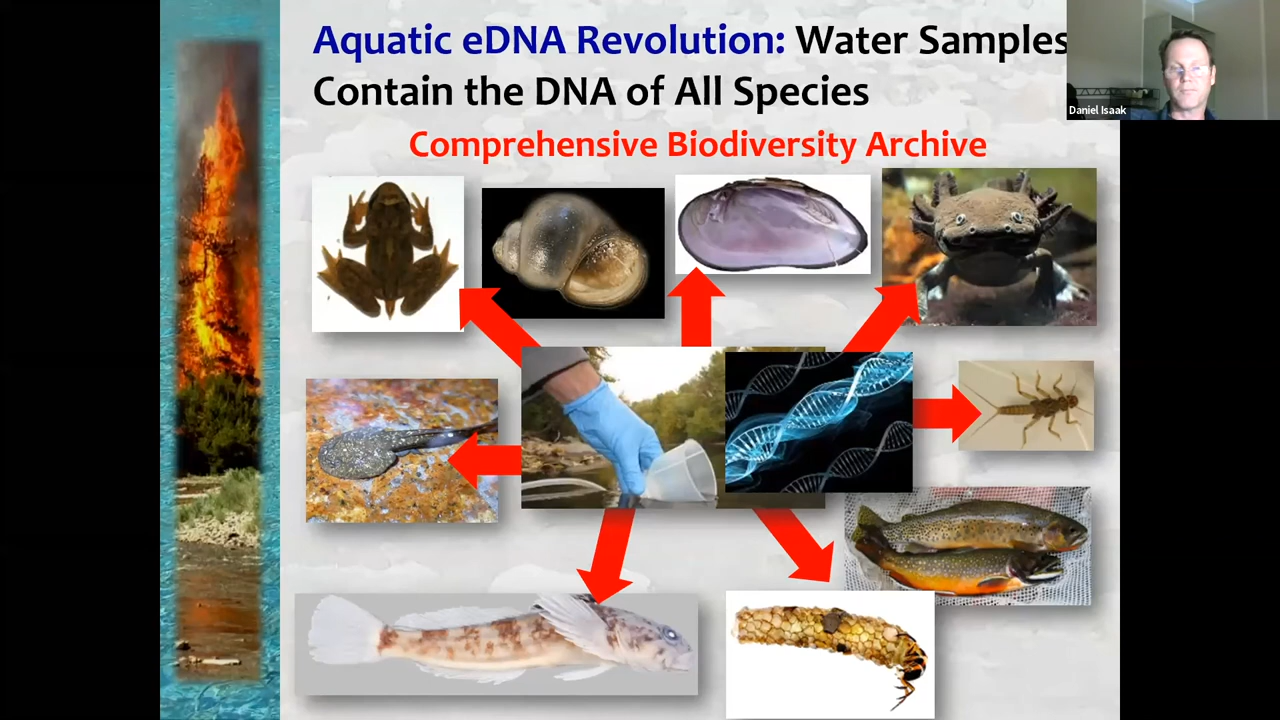 Aquatic eDNA Revolution: Water Samples
Contain the DNA of All Species
Comprehensive Biodiversity Archive
Daniel Isaak